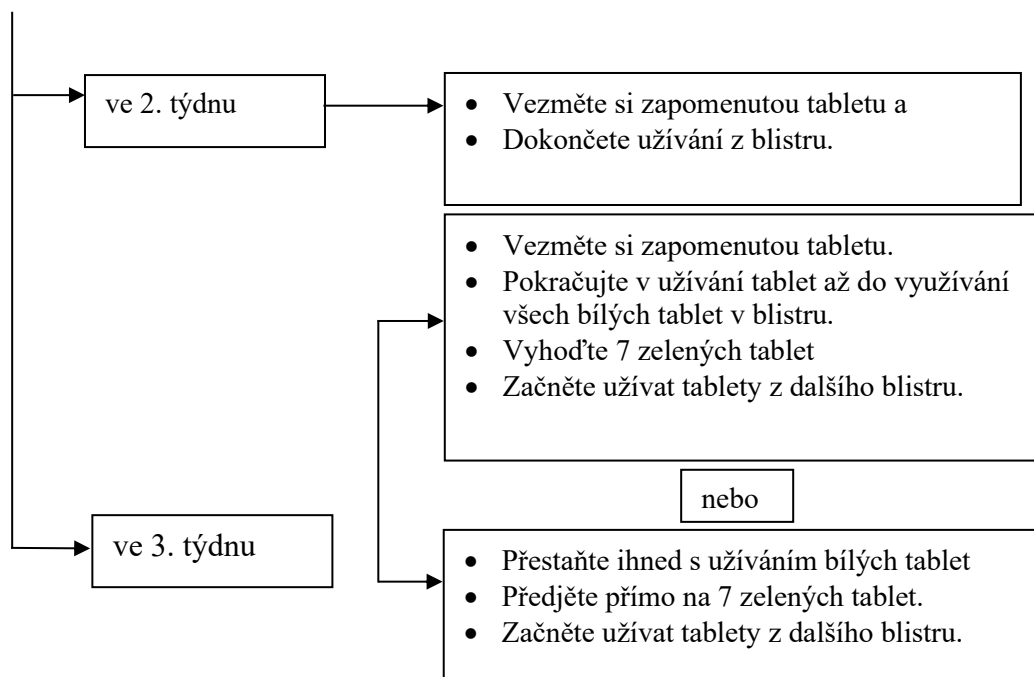 ve 2. týdnu
• Vezměte si zapomenutou tabletu a
• Dokončete užívání z blistru.
• Vezměte si zapomenutou tabletu.
• Pokračujte v užívání tablet až do využívání
všech bílých tablet v blistru.
• Vyhoďte 7 zelených tablet
• Začněte užívat tablety z dalšího blistru.
nebo
ve 3. týdnu
• Přestaňte ihned s užíváním bílých tablet
• Předjěte přímo na 7 zelených tablet.
• Začněte užívat tablety z dalšího blistru.